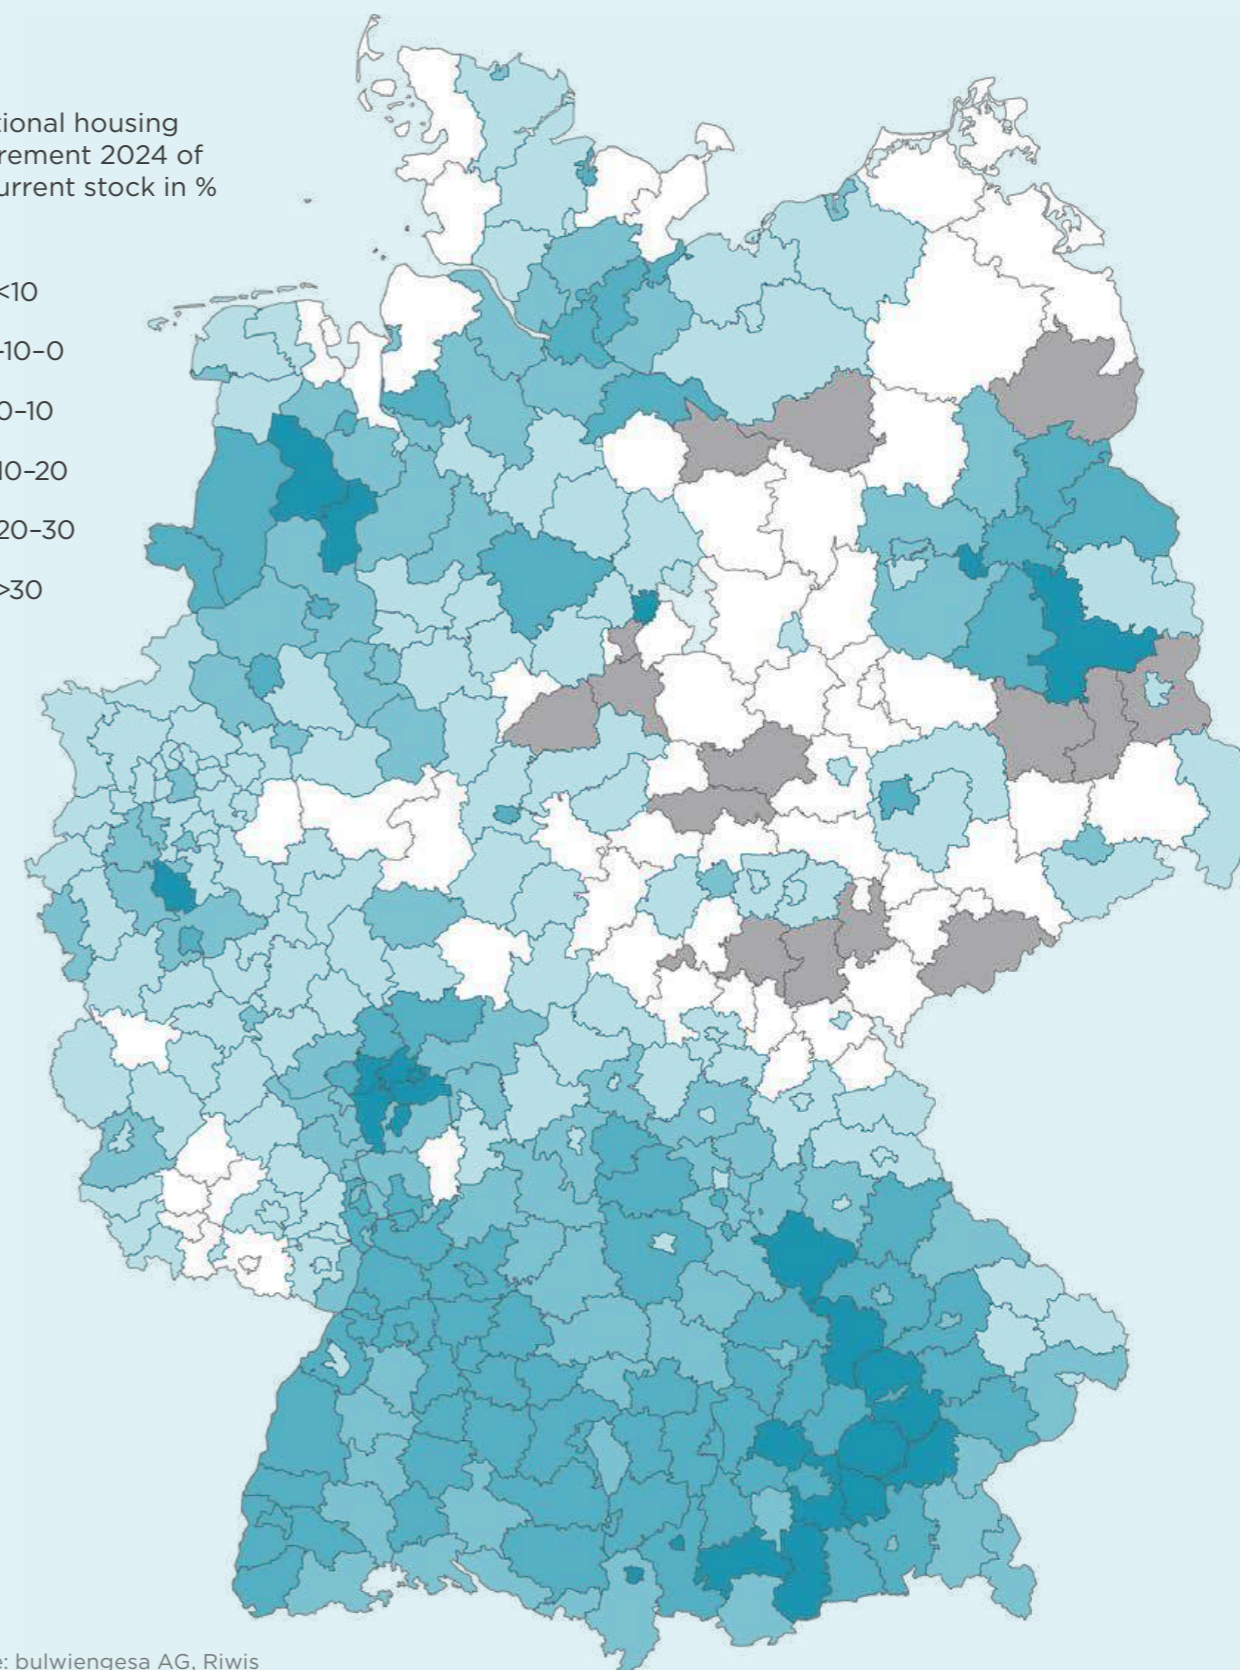 tional housing
rement 2024 of
urrent stock in %
<10
-10–0
0–10
10–20
20–30
>30
e: bulwiengesa AG, Riwis